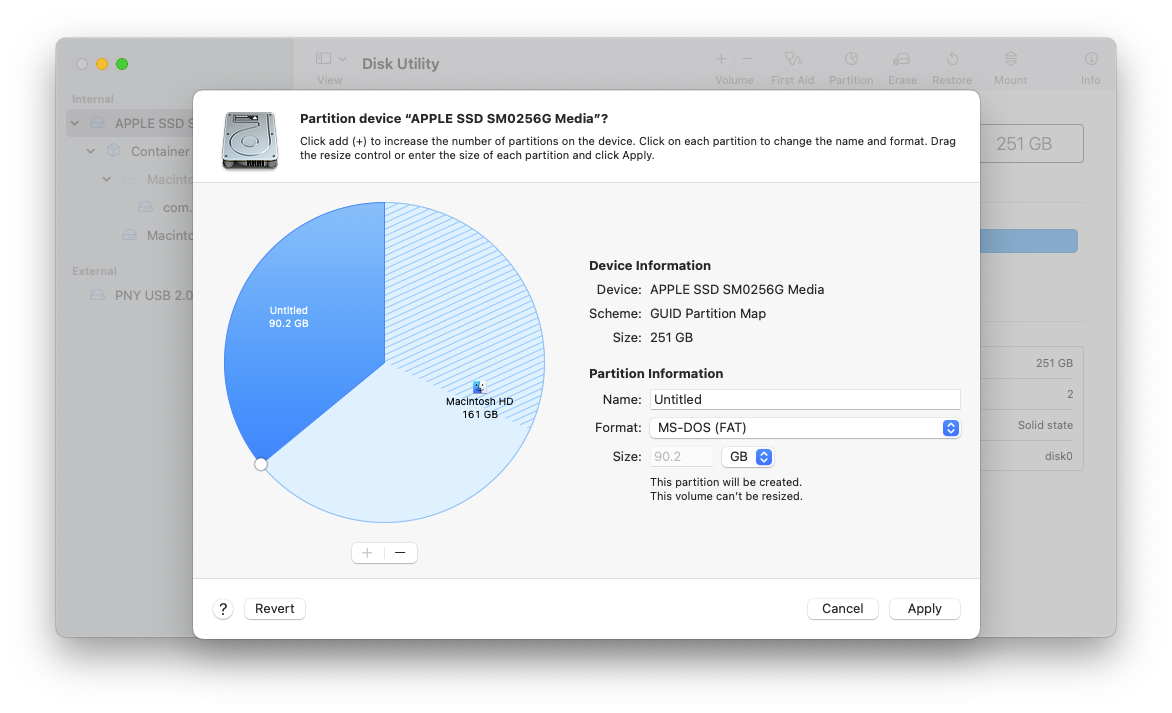 Disk Utility
View
Volume
First Aid
Partition
Erase
Restore
Mount
Info
Internal
APPLE SSD S
Container
Macinto
com.
Macinto
External
PNY USB 2.0
251 GB
251 GB
2
Solid state
disk0
Partition device “APPLE SSD SM0256G Media”?
Click add (+) to increase the number of partitions on the device. Click on each partition to change the name and format. Drag
the resize control or enter the size of each partition and click Apply.
Untitled
90.2 GB
Macintosh HD
161 GB
Device Information
Device: APPLE SSD SM0256G Media
Scheme: GUID Partition Map
Size: 251 GB
Partition Information
Name: Untitled
Format: MS-DOS (FAT)
Size: 90.2 GB
This partition will be created.
This volume can’t be resized.
+ −
? Revert
Cancel
Apply